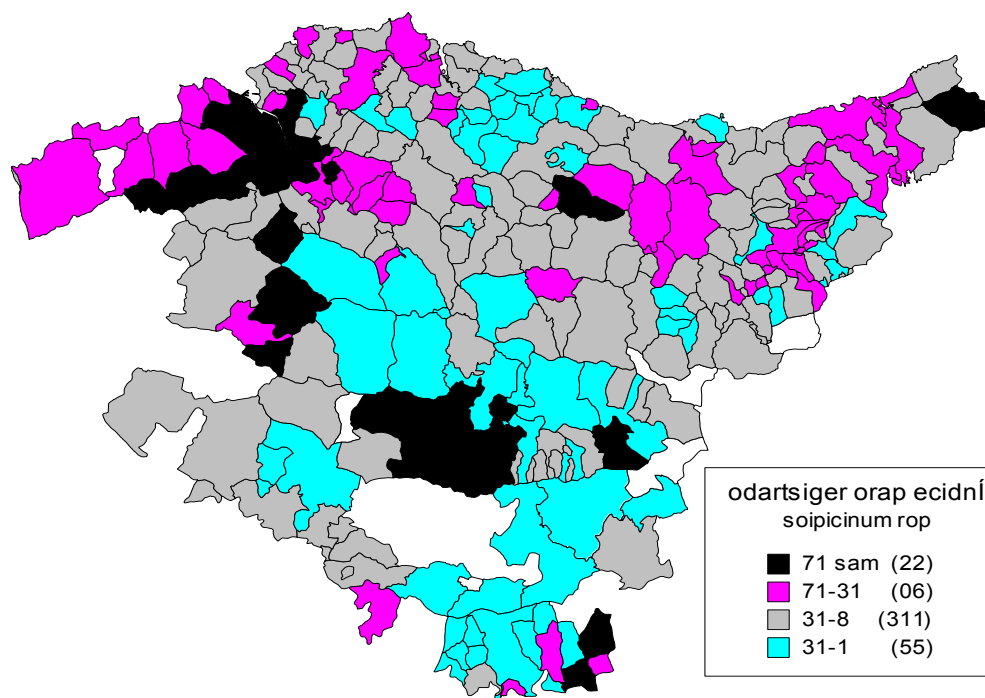 odartsiger orap ecidnÍ
soipicinum rop
71 sam (22)
71-31 (06)
31-8 (311)
31-1 (55)